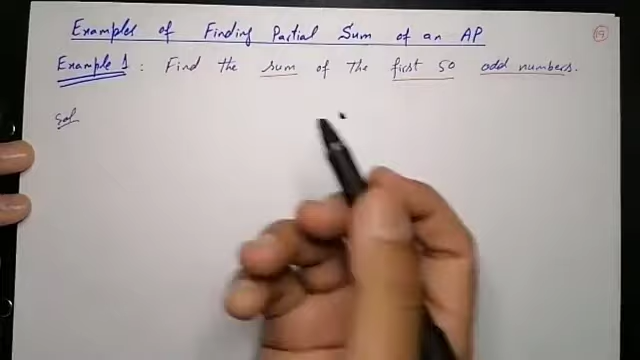 Examples of Finding Partial Sum of an AP
19
Example 1 : Find the sum of the first 50 odd numbers.
Sol